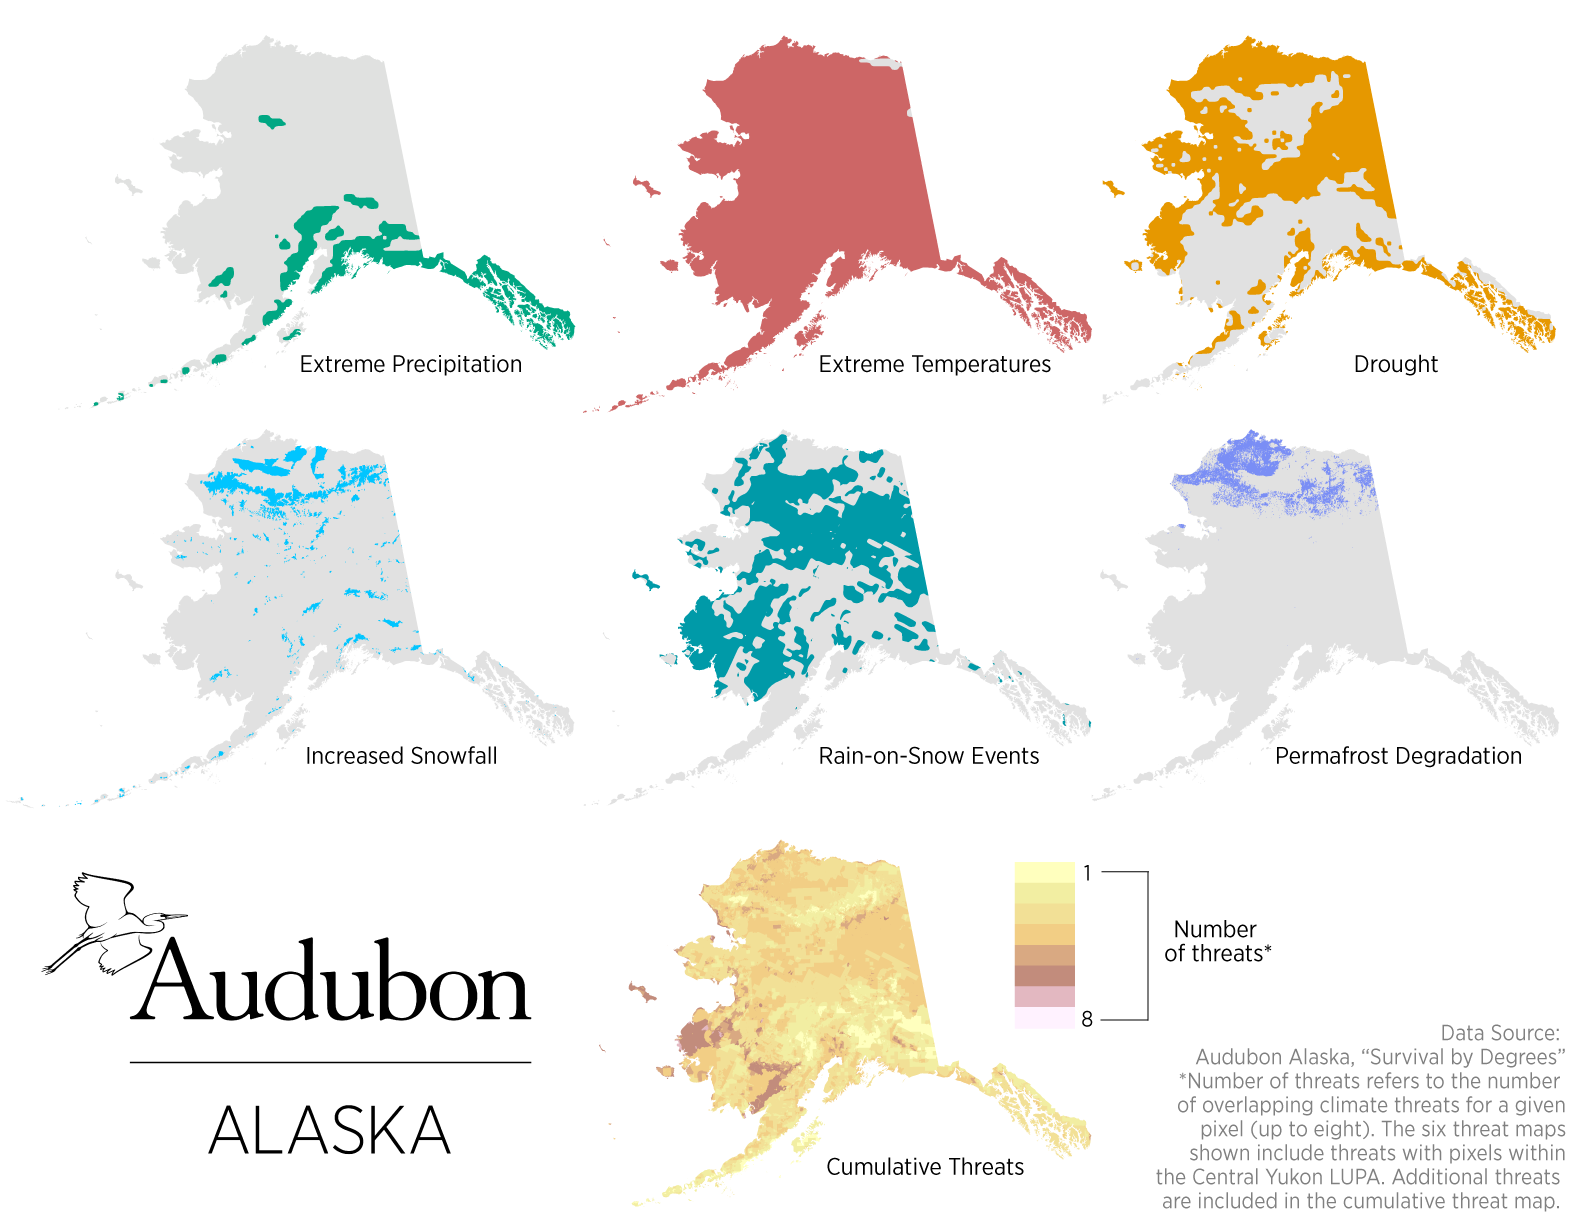 Extreme Precipitation
Extreme Temperatures
Drought
Increased Snowfall
Rain-on-Snow Events
Permafrost Degradation
Audubon
ALASKA
Cumulative Threats
1
8
Number
of threats*
Data Source:
Audubon Alaska, “Survival by Degrees”
*Number of threats refers to the number
of overlapping climate threats for a given
pixel (up to eight). The six threat maps
shown include threats with pixels within
the Central Yukon LUPA. Additional threats
are included in the cumulative threat map.